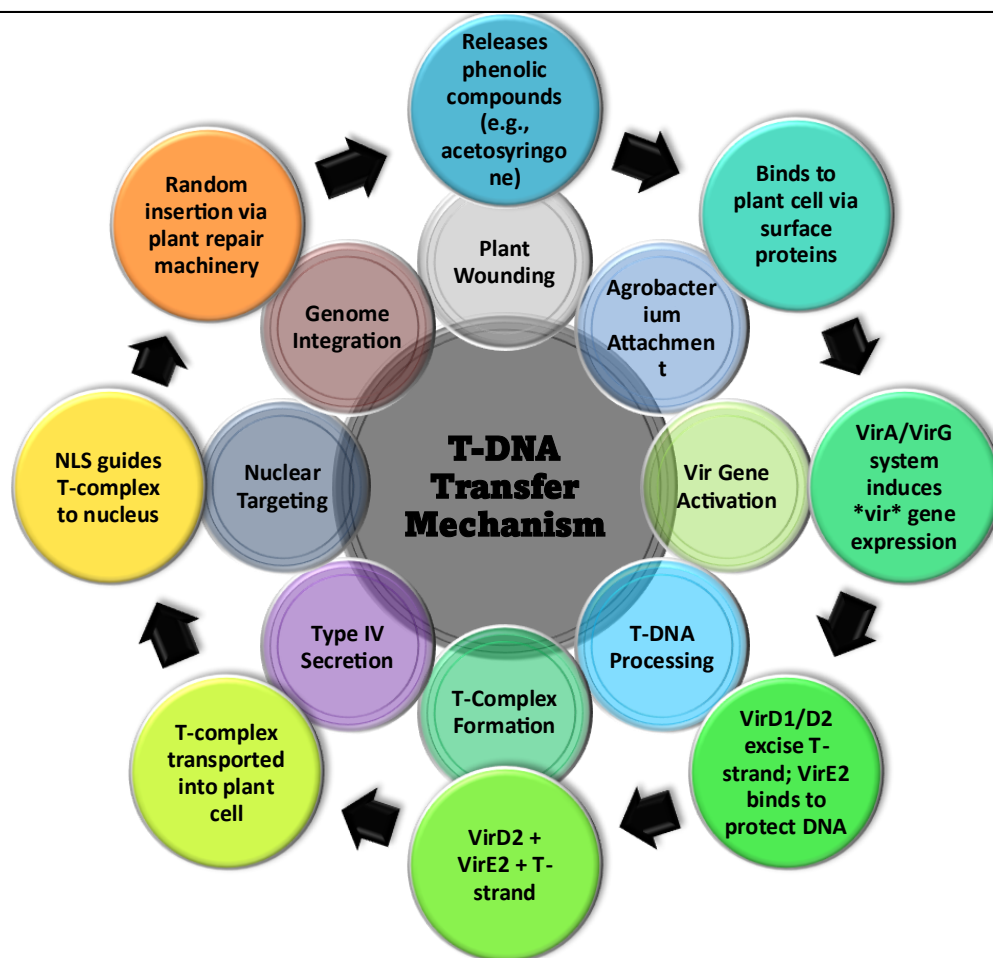 T-DNA
Transfer
Mechanism
Plant
Wounding
Releases
phenolic
compounds
(e.g.,
acetosyringo
ne)
Agrobacter
ium
Attachmen
t
Binds to
plant cell via
surface
proteins
Vir Gene
Activation
VirA/VirG
system
induces
*vir* gene
expression
T-DNA
Processing
VirD1/D2
excise T-
strand; VirE2
binds to
protect DNA
T-Complex
Formation
VirD2 +
VirE2 + T-
strand
Type IV
Secretion
T-complex
transported
into plant
cell
Nuclear
Targeting
NLS guides
T-complex
to nucleus
Genome
Integration
Random
insertion via
plant repair
machinery